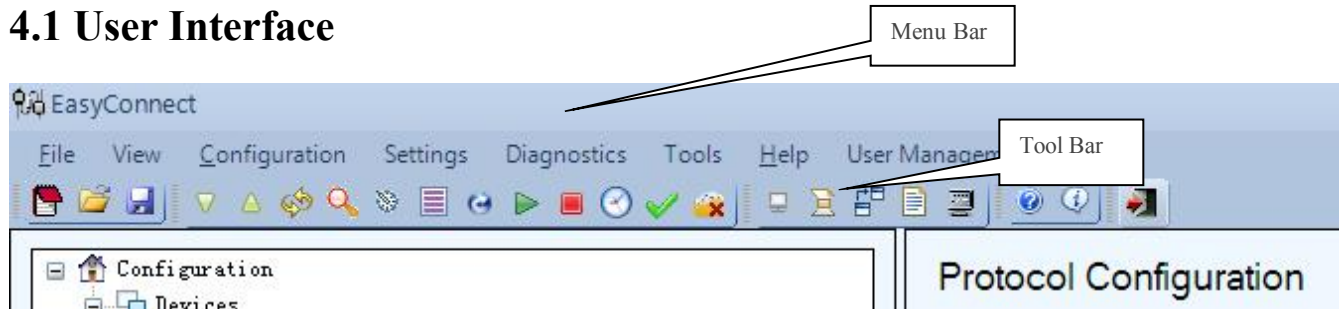 4.1 User Interface
Menu Bar
EasyConnect
File View Configuration Settings Diagnostics Tools Help User Managem
Tool Bar
Configuration
Devices
Protocol Configuration